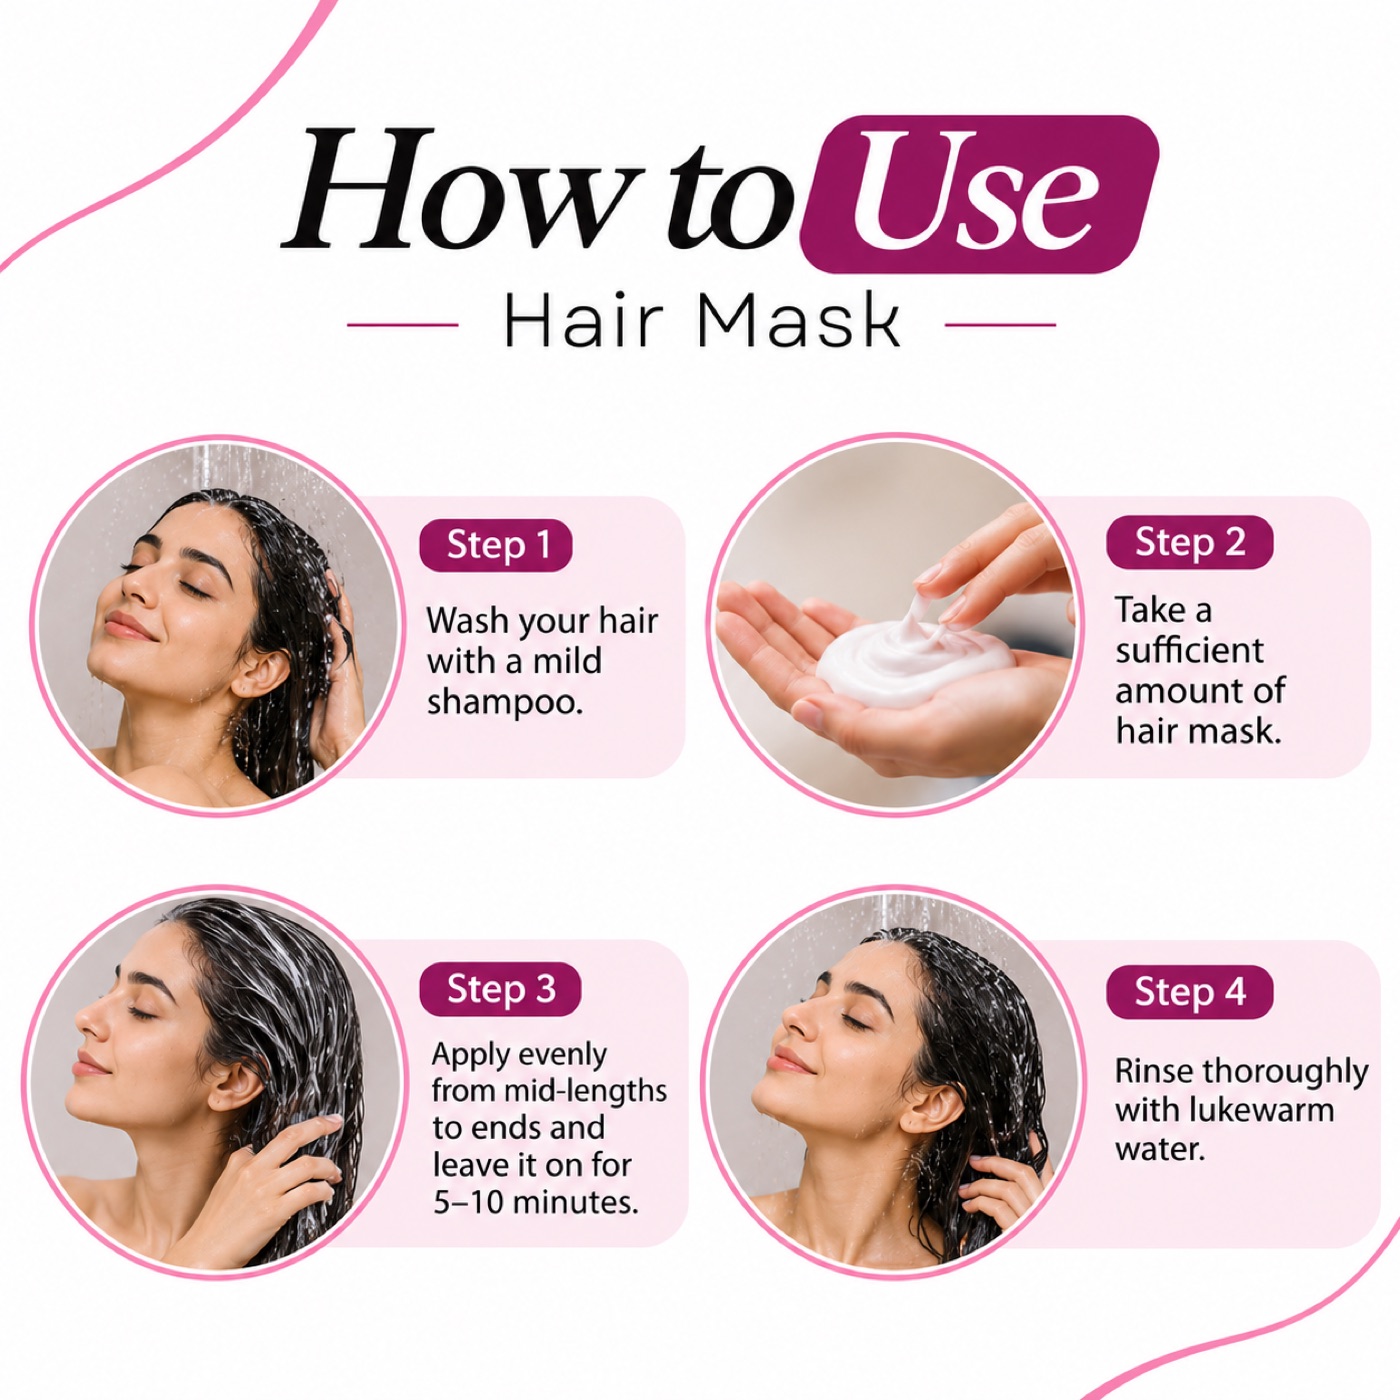 How to Use
Hair Mask
Step 1
Wash your hair
with a mild
shampoo.
Step 2
Take a
sufficient
amount of
hair mask.
Step 3
Apply evenly
from mid-lengths
to ends and
leave it on for
5–10 minutes.
Step 4
Rinse thoroughly
with lukewarm
water.